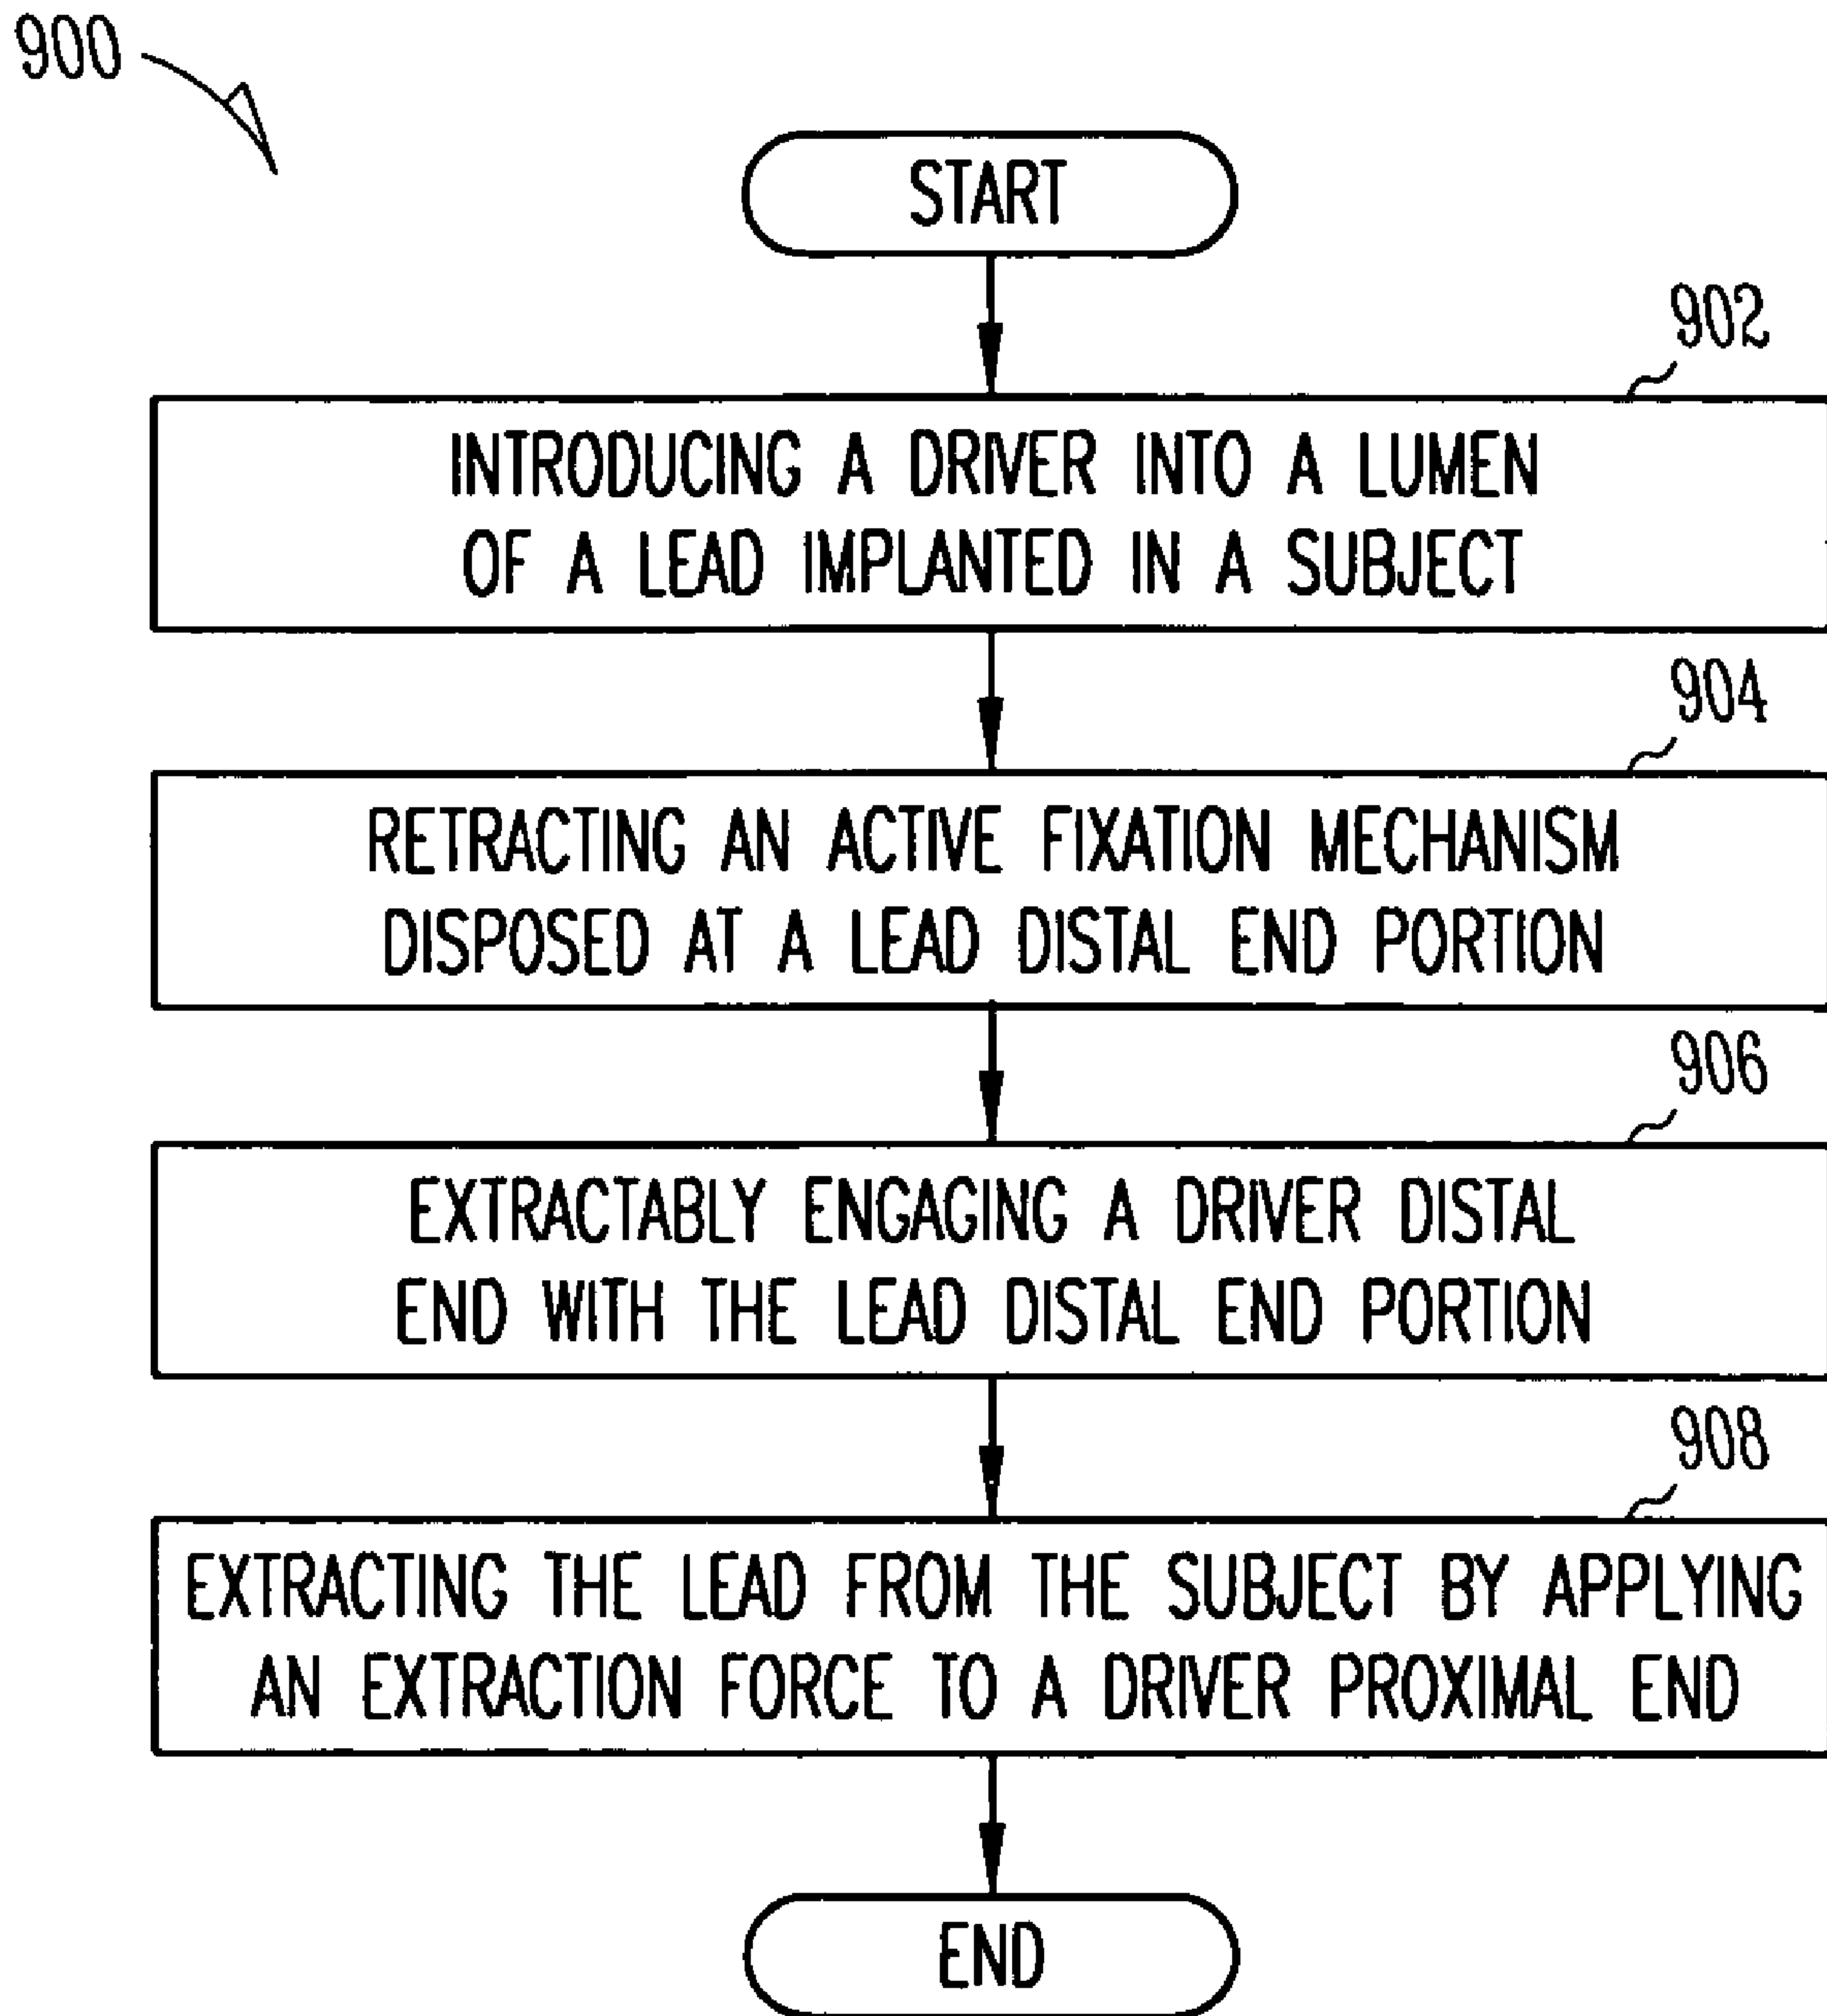 900
START
902
INTRODUCING A DRIVER INTO A LUMEN
OF A LEAD IMPLANTED IN A SUBJECT
904
RETRACTING AN ACTIVE FIXATION MECHANISM
DISPOSED AT A LEAD DISTAL END PORTION
906
EXTRACTABLY ENGAGING A DRIVER DISTAL
END WITH THE LEAD DISTAL END PORTION
908
EXTRACTING THE LEAD FROM THE SUBJECT BY APPLYING
AN EXTRACTION FORCE TO A DRIVER PROXIMAL END
END